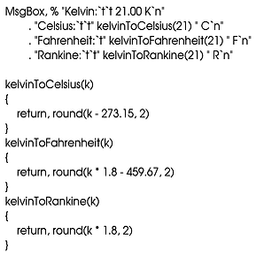 MsgBox, % "Kelvin:`t`t 21.00 K`n"
. "Celsius:`t`t" kelvinToCelsius(21) " C`n"
. "Fahrenheit:`t" kelvinToFahrenheit(21) " F`n"
. "Rankine:`t`t" kelvinToRankine(21) " R`n"
kelvinToCelsius(k)
{
return, round(k - 273.15, 2)
}
kelvinToFahrenheit(k)
{
return, round(k * 1.8 - 459.67, 2)
}
kelvinToRankine(k)
{
return, round(k * 1.8, 2)
}